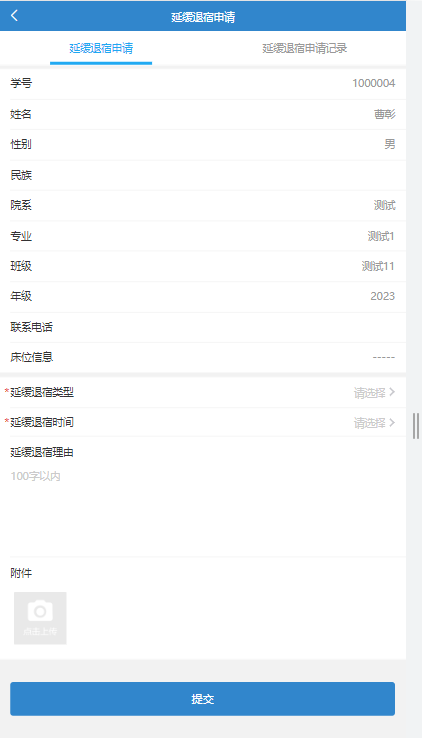 延缓退宿申请
延缓退宿申请 延缓退宿申请记录
学号 1000004
姓名 曹彰
性别 男
民族
院系 测试
专业 测试1
班级 测试11
年级 2023
联系电话
床位信息 -----
*延缓退宿类型 请选择
*延缓退宿时间 请选择
延缓退宿理由
100字以内
附件
点击上传
提交